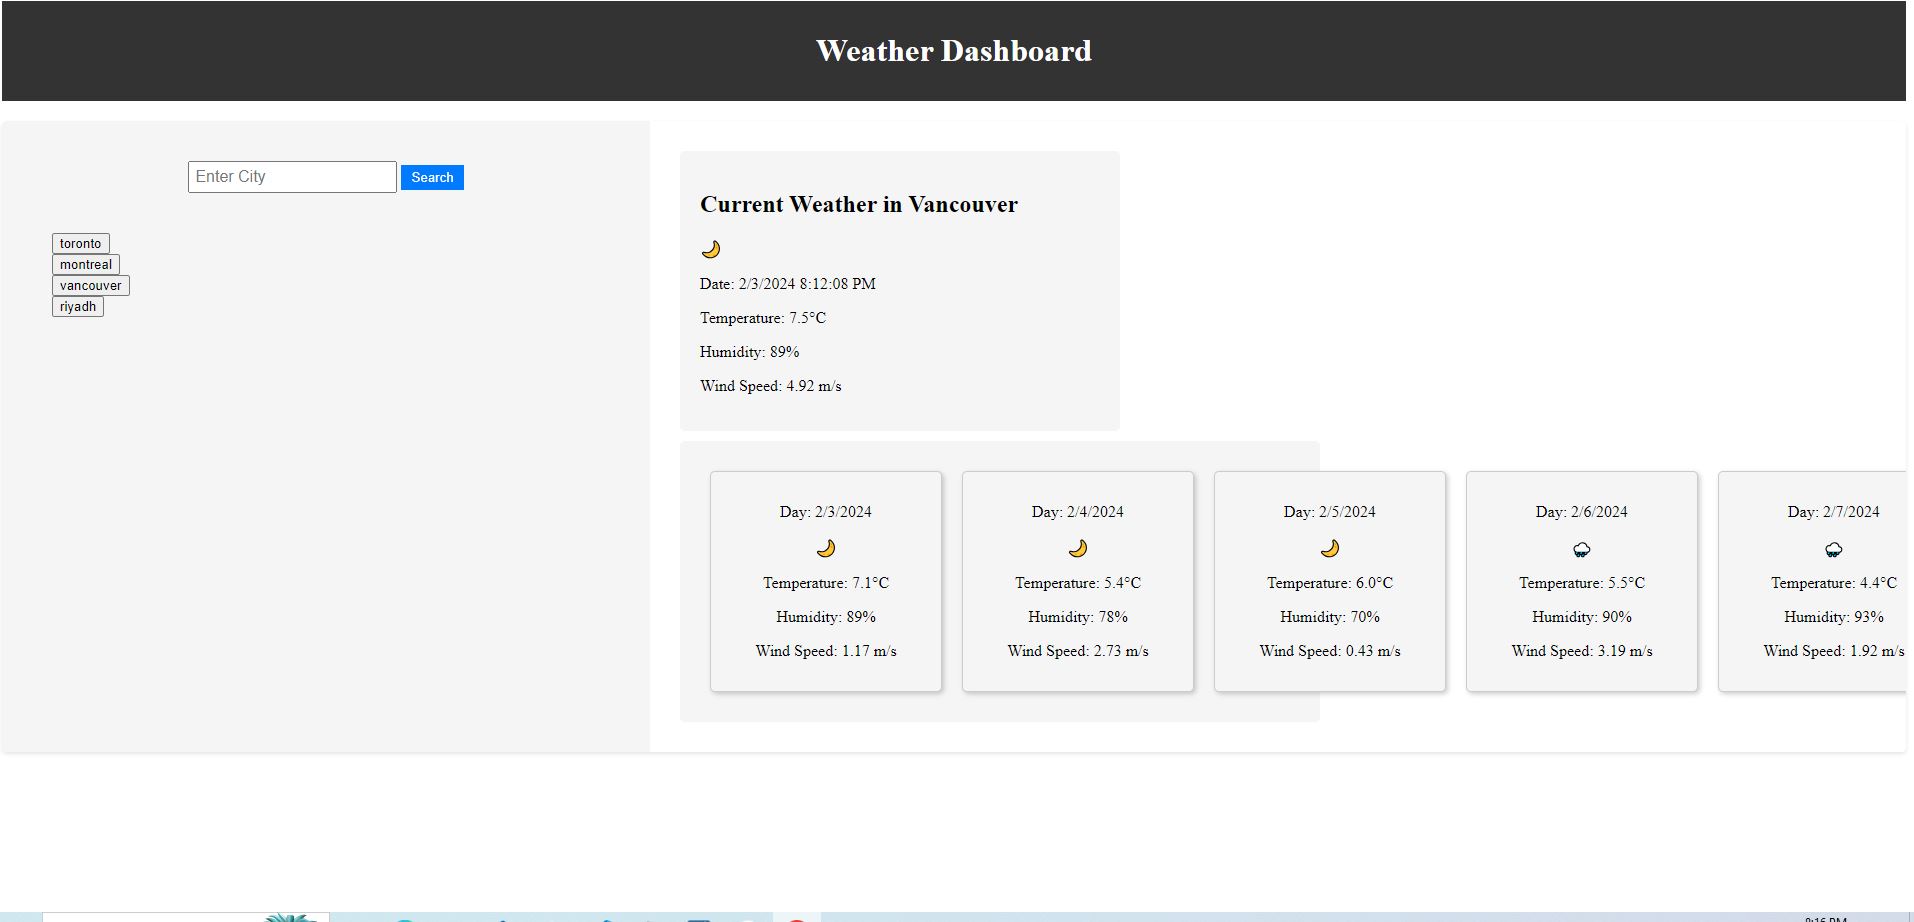 Weather Dashboard
Enter City
Search
toronto
montreal
vancouver
riyadh
Current Weather in Vancouver
Date: 2/3/2024 8:12:08 PM
Temperature: 7.5°C
Humidity: 89%
Wind Speed: 4.92 m/s
Day: 2/3/2024
Temperature: 7.1°C
Humidity: 89%
Wind Speed: 1.17 m/s
Day: 2/4/2024
Temperature: 5.4°C
Humidity: 78%
Wind Speed: 2.73 m/s
Day: 2/5/2024
Temperature: 6.0°C
Humidity: 70%
Wind Speed: 0.43 m/s
Day: 2/6/2024
Temperature: 5.5°C
Humidity: 90%
Wind Speed: 3.19 m/s
Day: 2/7/2024
Temperature: 4.4°C
Humidity: 93%
Wind Speed: 1.92 m/s